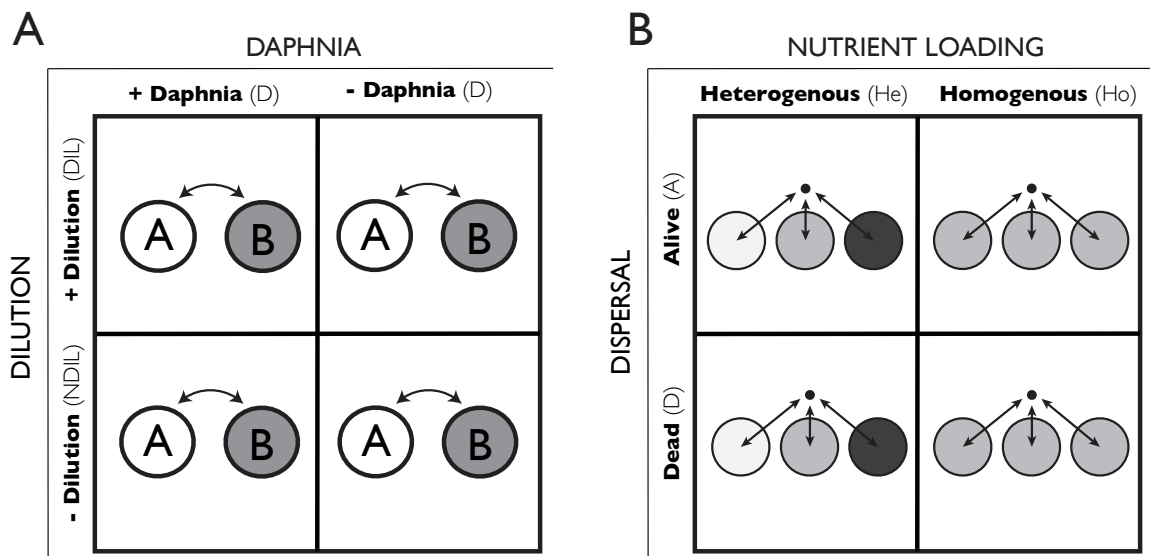 A
DAPHNIA
+ Daphnia (D)
- Daphnia (D)
DILUTION
+ Dilution (DIL)
A
B
A
B
- Dilution (NDIL)
A
B
A
B
B
NUTRIENT LOADING
Heterogenous (He)
Homogenous (Ho)
DISPERSAL
Alive (A)
Dead (D)